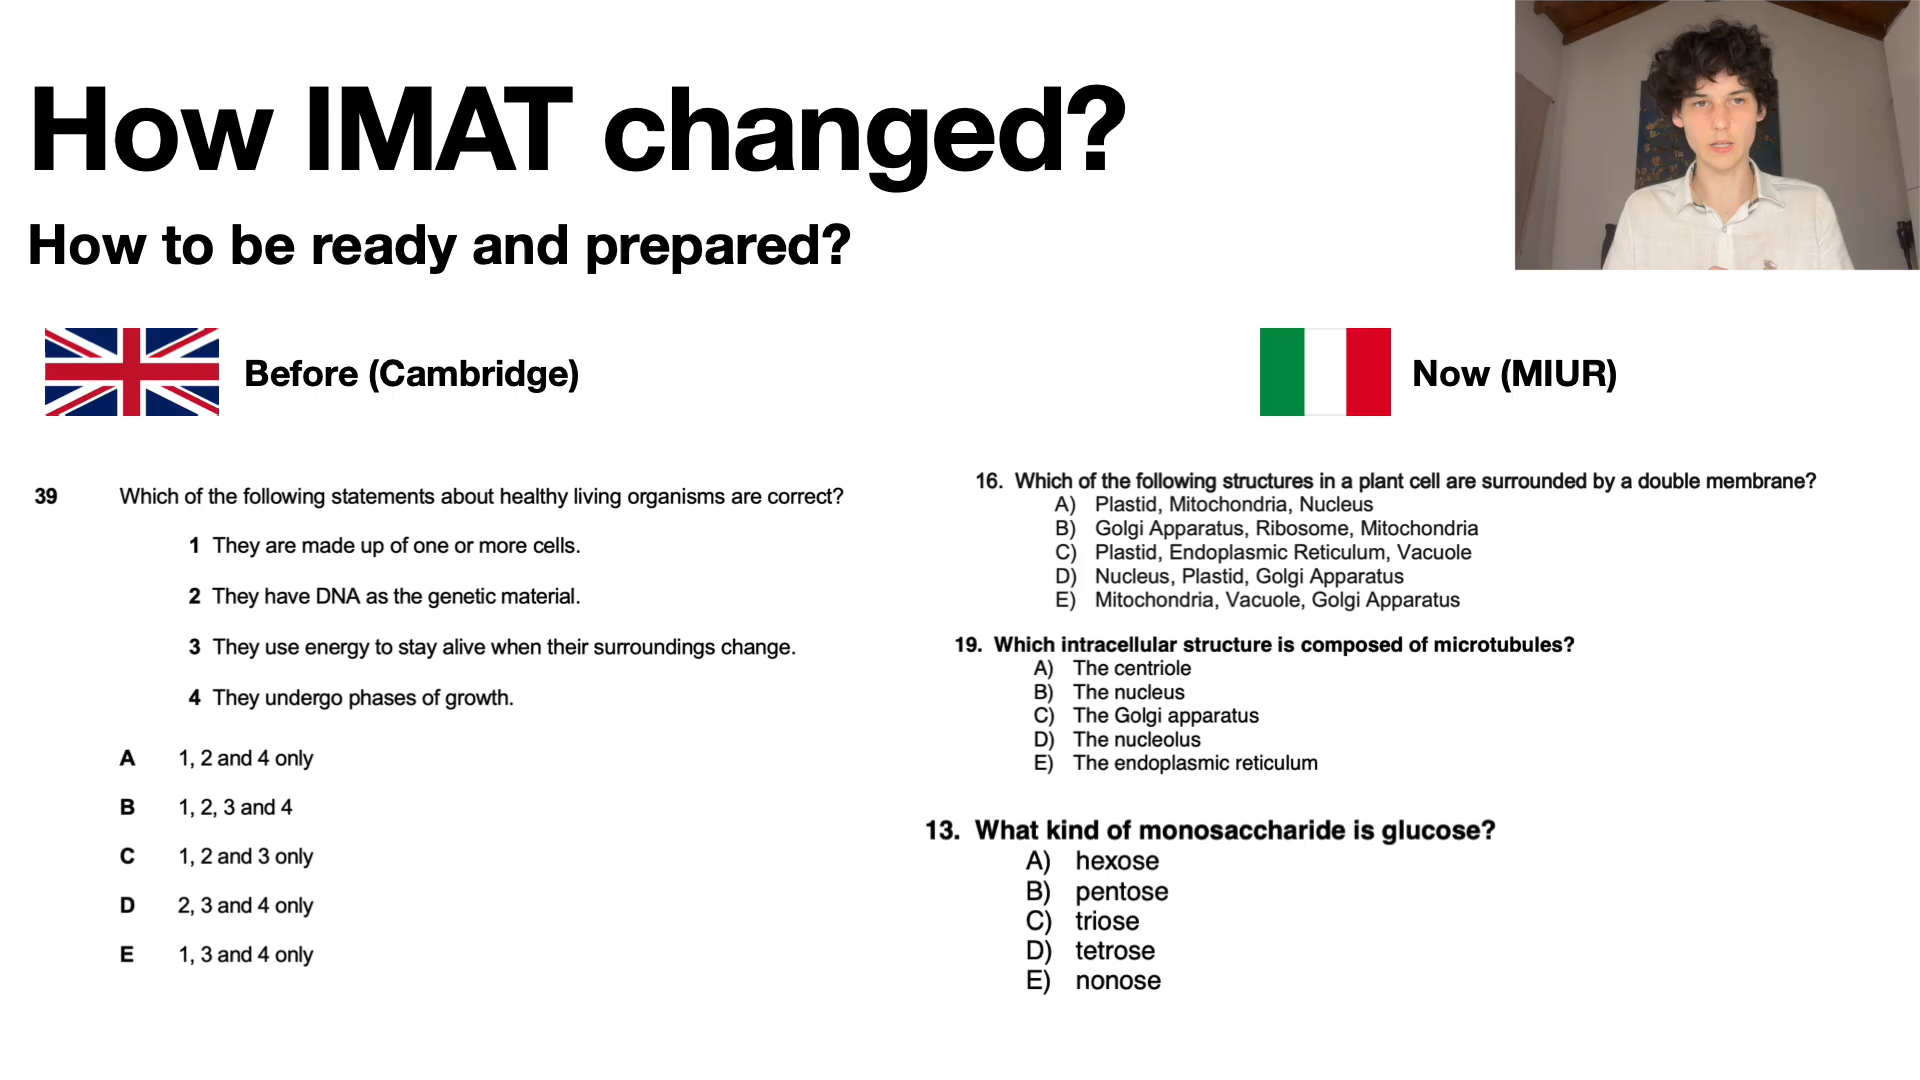 How IMAT changed?
How to be ready and prepared?
Before (Cambridge)
39 Which of the following statements about healthy living organisms are correct?
1 They are made up of one or more cells.
2 They have DNA as the genetic material.
3 They use energy to stay alive when their surroundings change.
4 They undergo phases of growth.
A 1, 2 and 4 only
B 1, 2, 3 and 4
C 1, 2 and 3 only
D 2, 3 and 4 only
E 1, 3 and 4 only
Now (MIUR)
16. Which of the following structures in a plant cell are surrounded by a double membrane?
A) Plastid, Mitochondria, Nucleus
B) Golgi Apparatus, Ribosome, Mitochondria
C) Plastid, Endoplasmic Reticulum, Vacuole
D) Nucleus, Plastid, Golgi Apparatus
E) Mitochondria, Vacuole, Golgi Apparatus
19. Which intracellular structure is composed of microtubules?
A) The centriole
B) The nucleus
C) The Golgi apparatus
D) The nucleolus
E) The endoplasmic reticulum
13. What kind of monosaccharide is glucose?
A) hexose
B) pentose
C) triose
D) tetrose
E) nonose